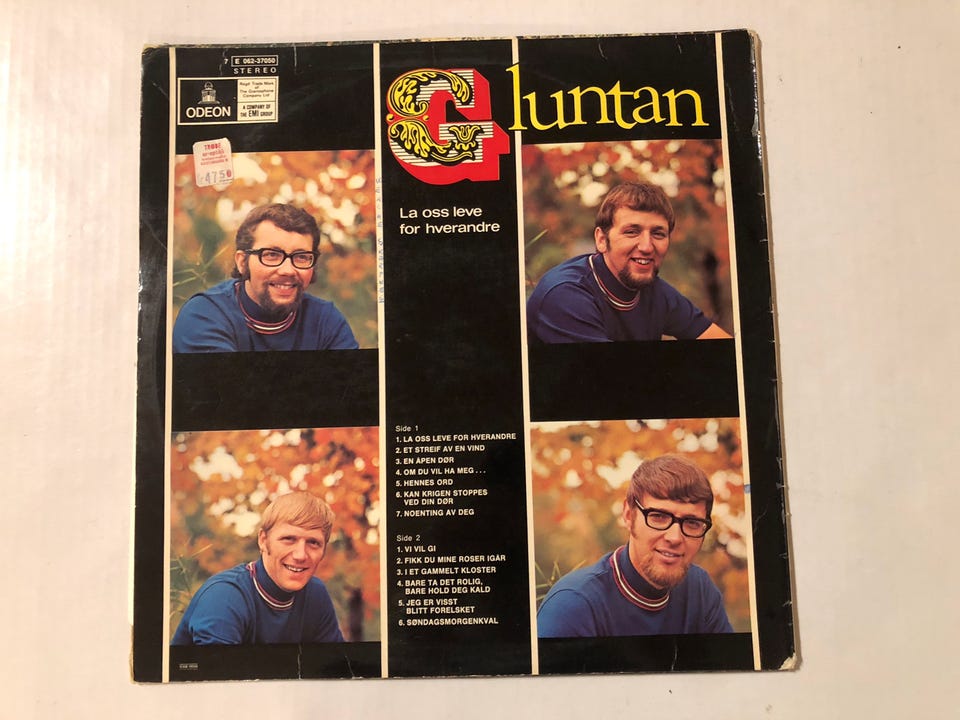 7 E 062-37050
STEREO
ODEON
Regd Trade Mark
of
The Gramophone
Company Ltd
A COMPANY OF
THE EMI GROUP
4750
Gluntan
La oss leve
for hverandre
Side 1
1. LA OSS LEVE FOR HVERANDRE
2. ET STREIF AV EN VIND
3. EN ÅPEN DØR
4. OM DU VIL HA MEG . . .
5. HENNES ORD
6. KAN KRIGEN STOPPES
VED DIN DØR
7. NOENTING AV DEG
Side 2
1. VI VIL GI
2. FIKK DU MINE ROSER IGÅR
3. I ET GAMMELT KLOSTER
4. BARE TA DET ROLIG,
BARE HOLD DEG KALD
5. JEG ER VISST
BLITT FORELSKET
6. SØNDAGSMORGENKVAL